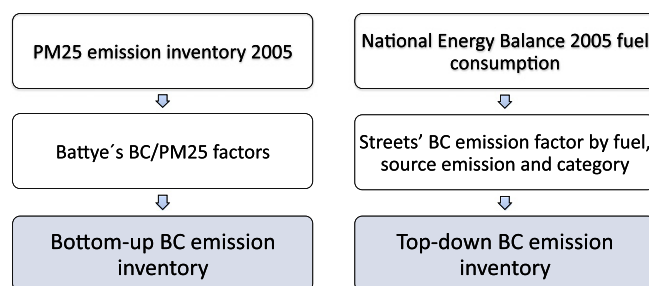 PM25 emission inventory 2005
Battye´s BC/PM25 factors
Bottom-up BC emission
inventory
National Energy Balance 2005 fuel
consumption
Streets’ BC emission factor by fuel,
source emission and category
Top-down BC emission
inventory